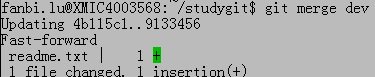 fanbi.lu@XMIC4003568:~/studygit$ git merge dev
Updating 4b115c1..9133456
Fast-forward
 readme.txt |    1 +
 1 file changed, 1 insertion(+)